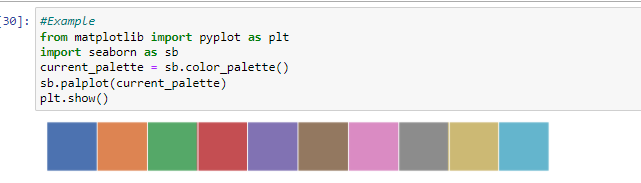 [30]: #Example
from matplotlib import pyplot as plt
import seaborn as sb
current_palette = sb.color_palette()
sb.palplot(current_palette)
plt.show()